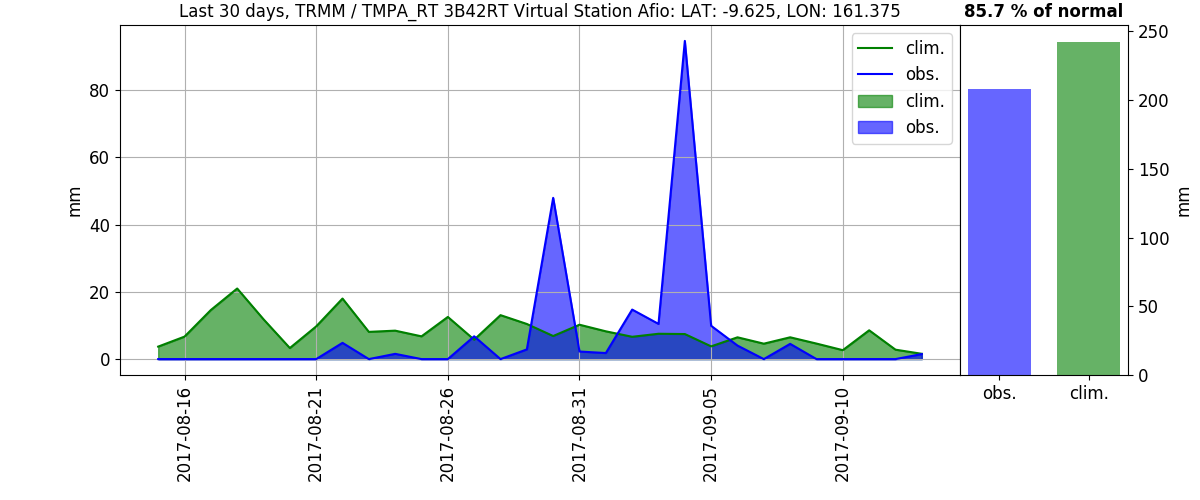 Last 30 days, TRMM / TMPA_RT 3B42RT Virtual Station Afio: LAT: -9.625, LON: 161.375
85.7 % of normal
clim.
obs.
clim.
obs.
80
60
40
20
0
mm
2017-08-16
2017-08-21
2017-08-26
2017-08-31
2017-09-05
2017-09-10
250
200
150
100
50
0
mm
obs.
clim.